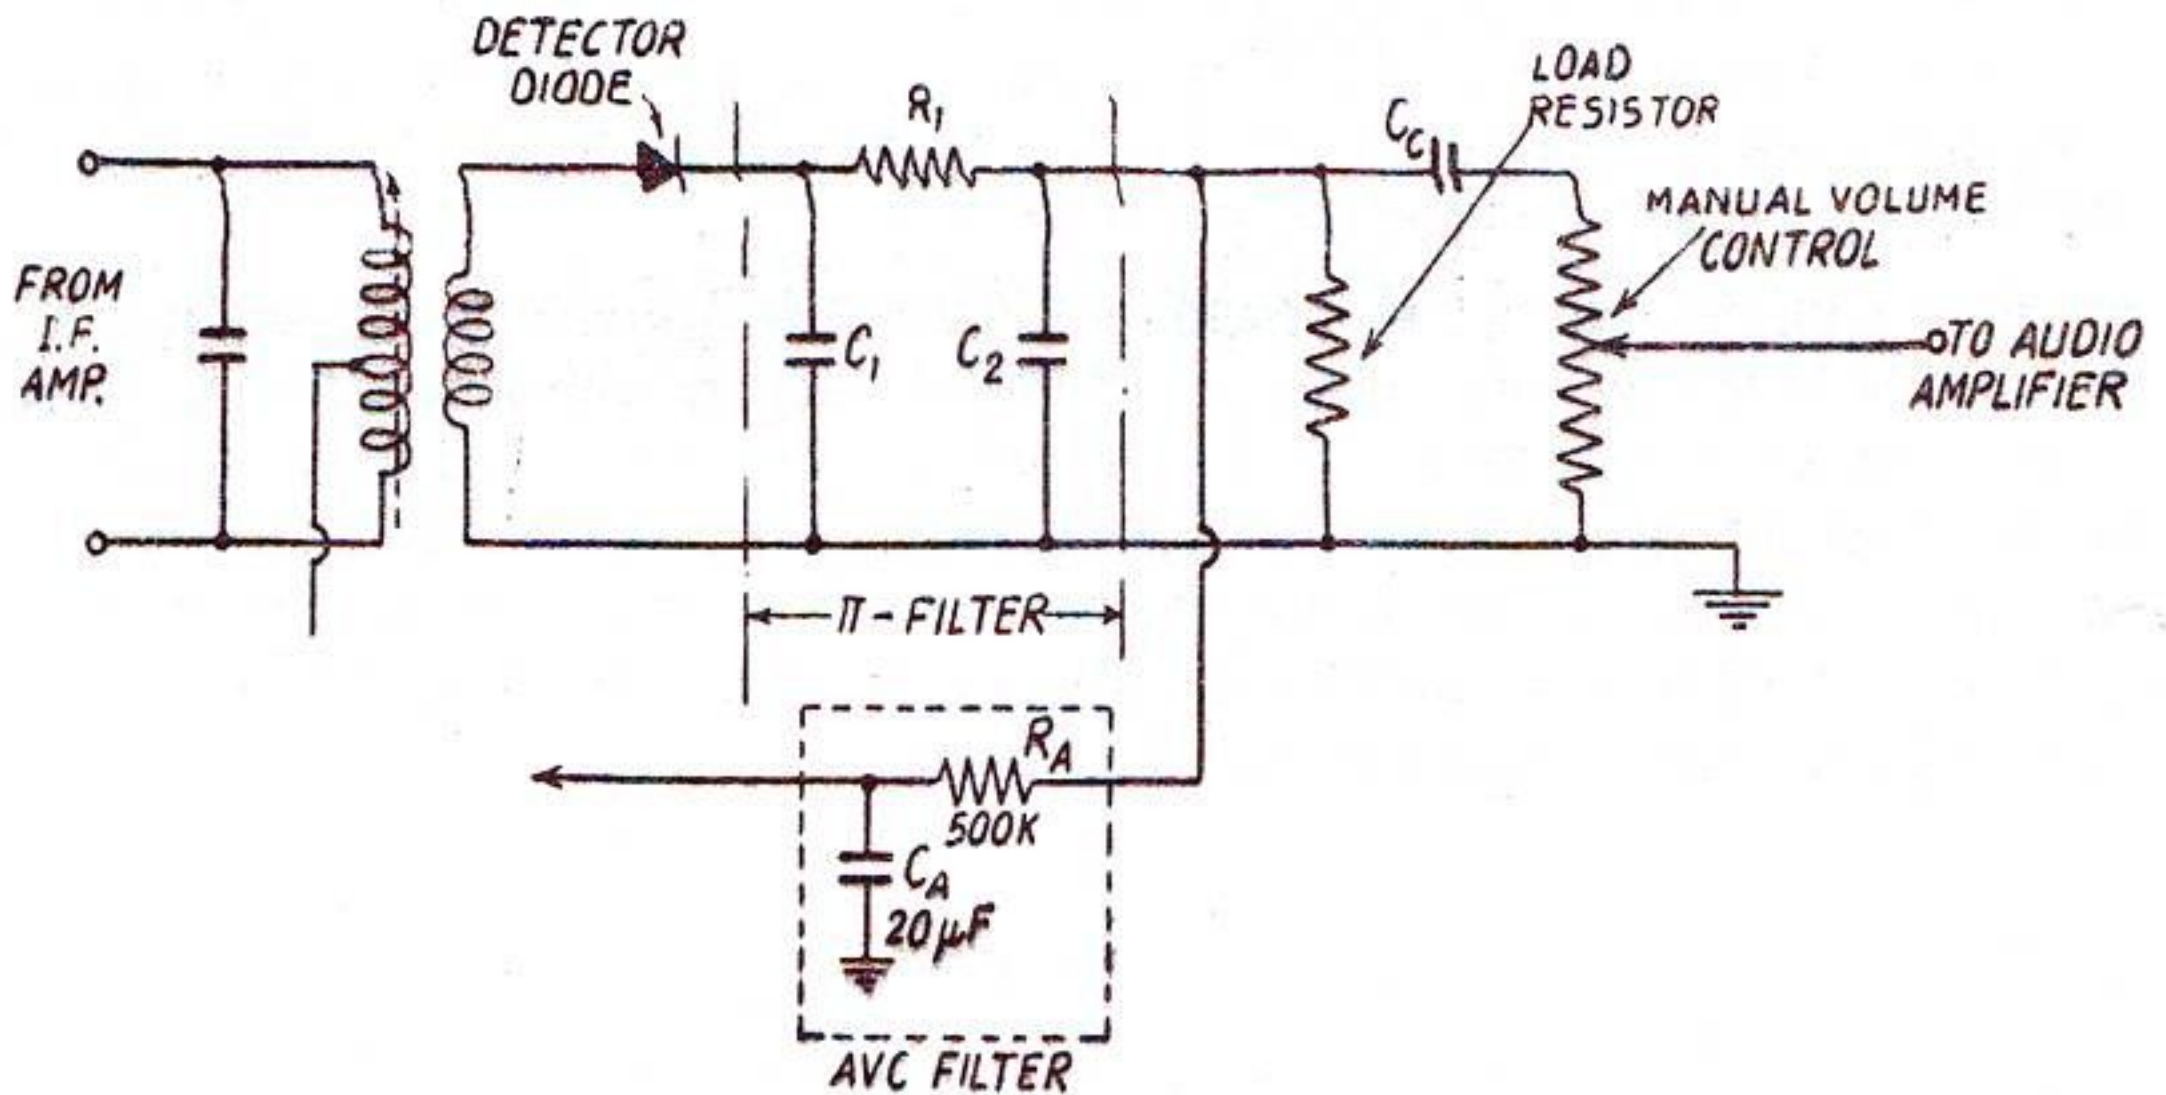 DETECTOR
DIODE
R1
LOAD
RESISTOR
CC
MANUAL VOLUME
CONTROL
FROM
I.F.
AMP.
C1
C2
TO AUDIO
AMPLIFIER
π-FILTER
RA
500K
CA
20μF
AVC FILTER